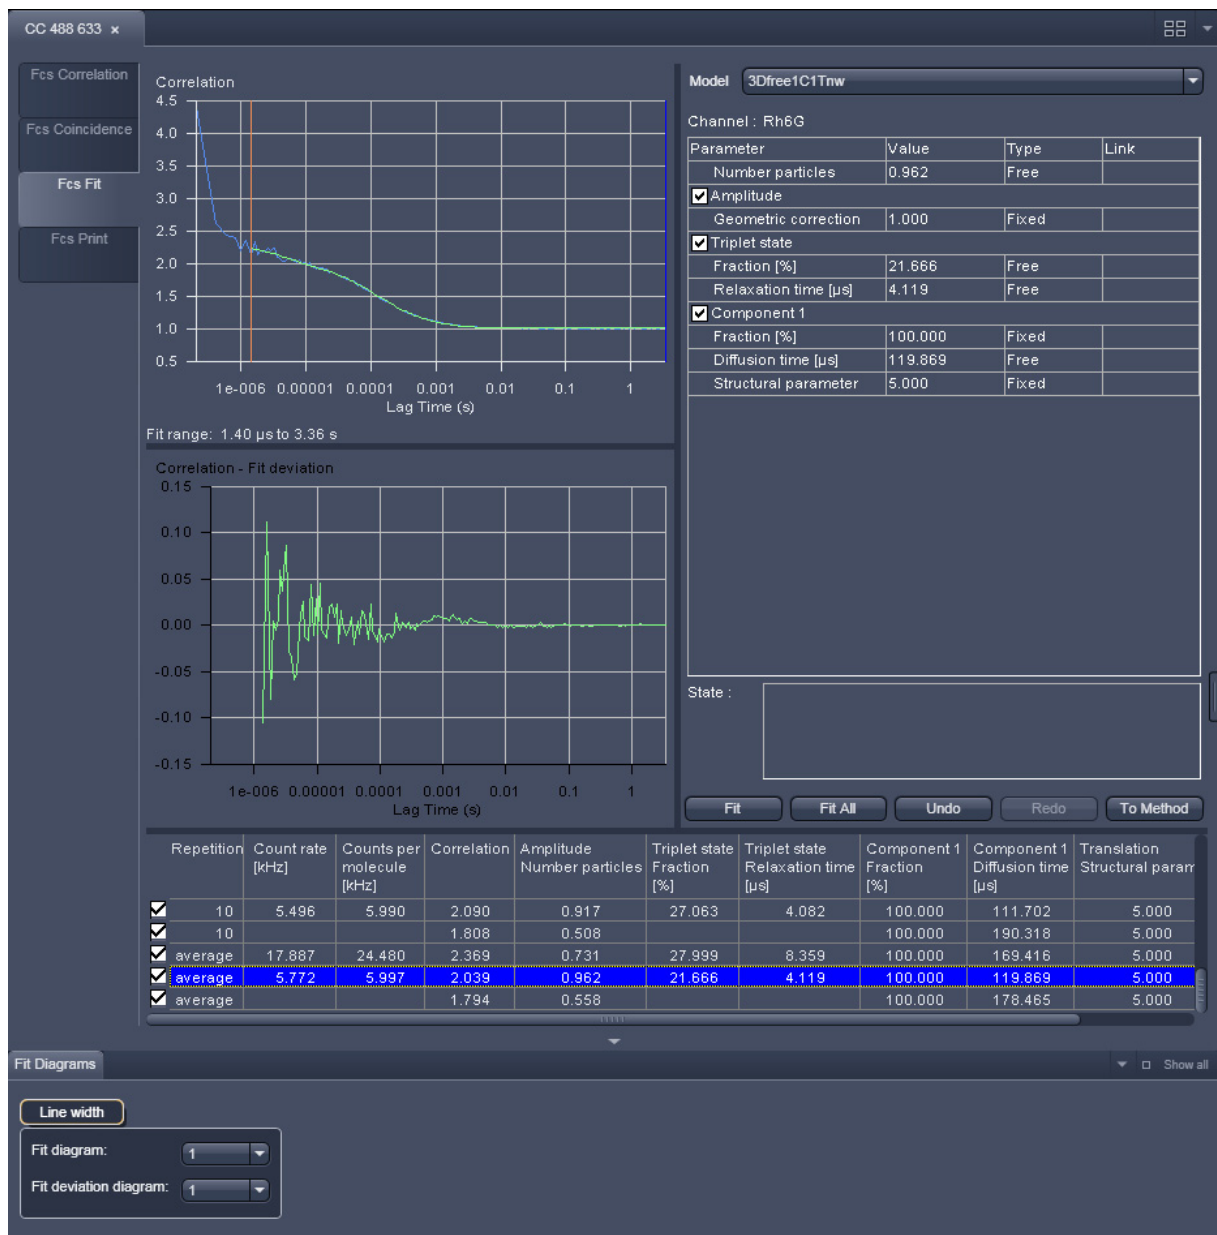 CC 488 633 ×
Fcs Correlation
Fcs Coincidence
Fcs Fit
Fcs Print
Correlation
4.5
4.0
3.5
3.0
2.5
2.0
1.5
1.0
0.5
1e-006 0.00001 0.0001 0.001 0.01 0.1 1
Lag Time (s)
Fit range: 1.40 µs to 3.36 s
Correlation - Fit deviation
0.15
0.10
0.05
0.00
-0.05
-0.10
-0.15
1e-006 0.00001 0.0001 0.001 0.01 0.1 1
Lag Time (s)
Model 3Dfree1C1Tnw
Channel : Rh6G
Parameter Value Type Link
Number particles 0.962 Free
Amplitude
Geometric correction 1.000 Fixed
Triplet state
Fraction [%] 21.666 Free
Relaxation time [µs] 4.119 Free
Component 1
Fraction [%] 100.000 Fixed
Diffusion time [µs] 119.869 Free
Structural parameter 5.000 Fixed
State :
Fit Fit All Undo Redo To Method
Repetition Count rate Counts per Correlation Amplitude Triplet state Triplet state Component 1 Component 1 Translation
[kHz] molecule Number particles Fraction Relaxation time Fraction Diffusion time Structural param
[kHz] [%] [µs] [%] [µs]
10 5.496 5.990 2.090 0.917 27.063 4.082 100.000 111.702 5.000
10 1.808 0.508 100.000 190.318 5.000
average 17.887 24.480 2.369 0.731 27.999 8.359 100.000 169.416 5.000
average 5.772 5.997 2.039 0.962 21.666 4.119 100.000 119.869 5.000
average 1.794 0.558 100.000 178.465 5.000
Fit Diagrams
Show all
Line width
Fit diagram: 1
Fit deviation diagram: 1